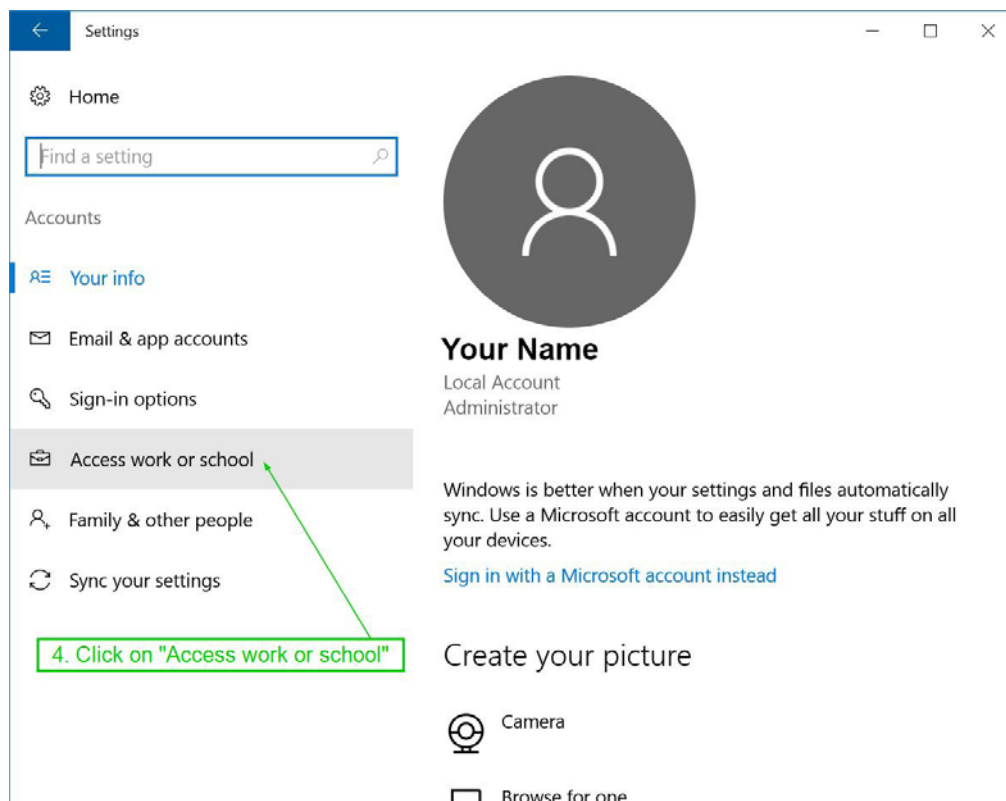 Settings
Home
Find a setting
Accounts
Your info
Email & app accounts
Sign-in options
Access work or school
Family & other people
Sync your settings
4. Click on "Access work or school"
Your Name
Local Account
Administrator
Windows is better when your settings and files automatically
sync. Use a Microsoft account to easily get all your stuff on all
your devices.
Sign in with a Microsoft account instead
Create your picture
Camera
Browse for one